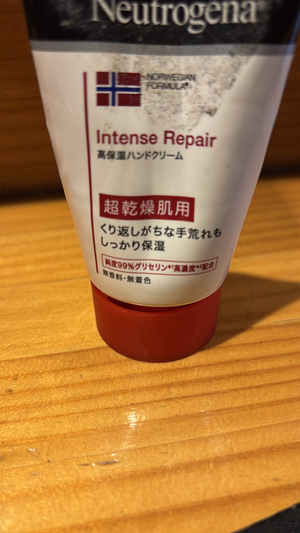 Neutrogena®
NORWEGIAN
FORMULA®
Intense Repair
高保湿ハンドクリーム
超乾燥肌用
くり返しがちな手荒れも
しっかり保湿
純度99%グリセリン*¹高濃度*²配合
無香料・無着色